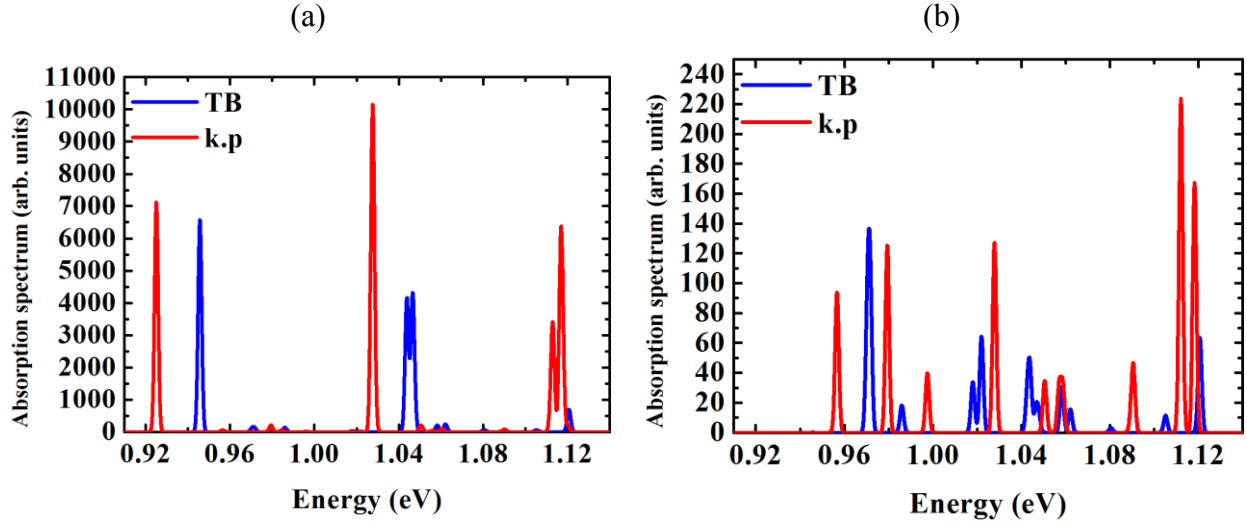 (a)
(b)
Absorption spectrum (arb. units)
11000
10000
9000
8000
7000
6000
5000
4000
3000
2000
1000
0
TB
k.p
0.92 0.96 1.00 1.04 1.08 1.12
Energy (eV)
Absorption spectrum (arb. units)
240
220
200
180
160
140
120
100
80
60
40
20
0
TB
k.p
0.92 0.96 1.00 1.04 1.08 1.12
Energy (eV)